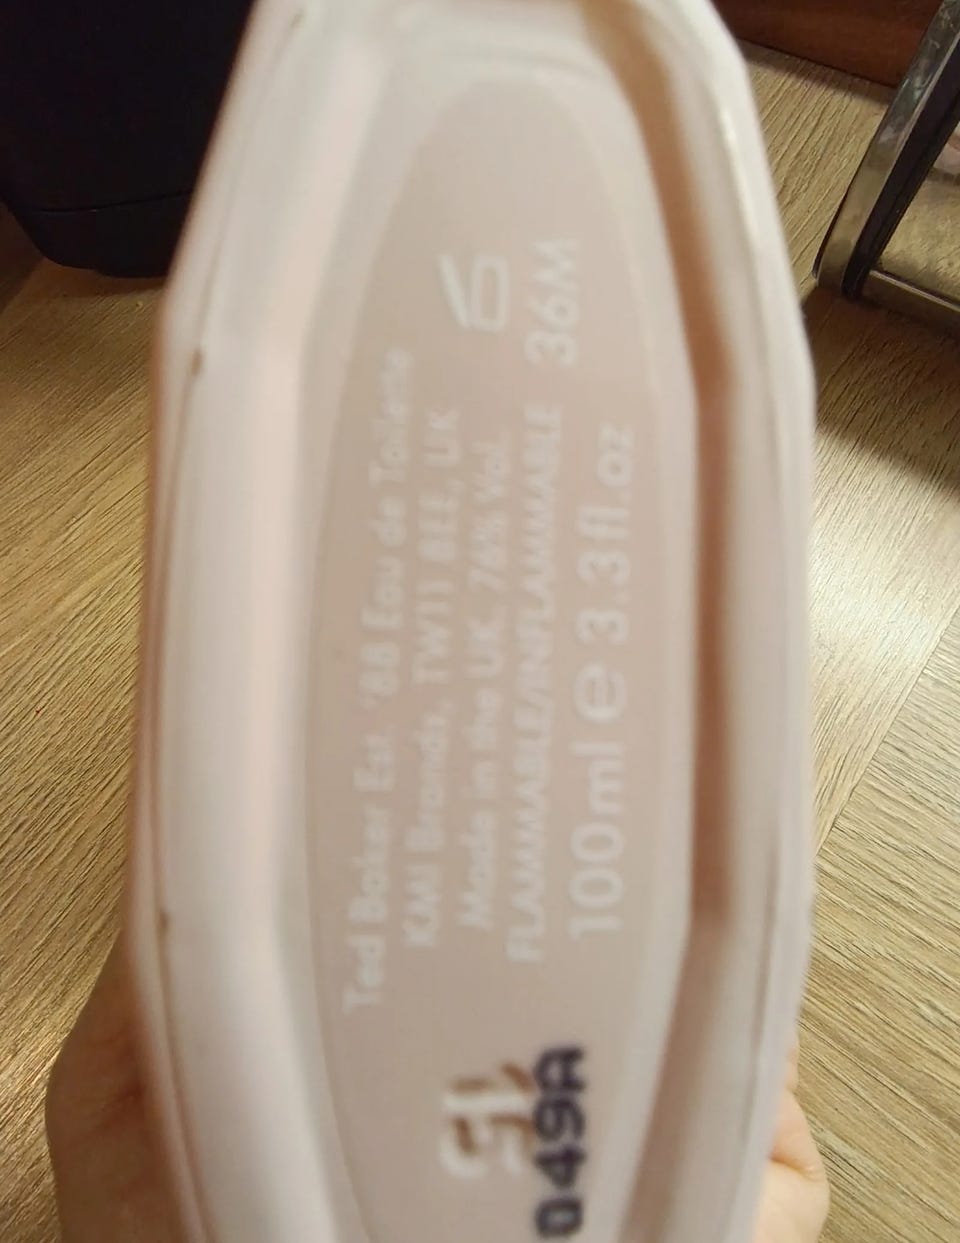 Ted Baker Est. '88 Eau de Toilette
KMI Brands, TW11 8EE, UK
Made in the UK. 76% Vol.
FLAMMABLE/INFLAMMABLE
36M
100ml e 3.3fl.oz
049A